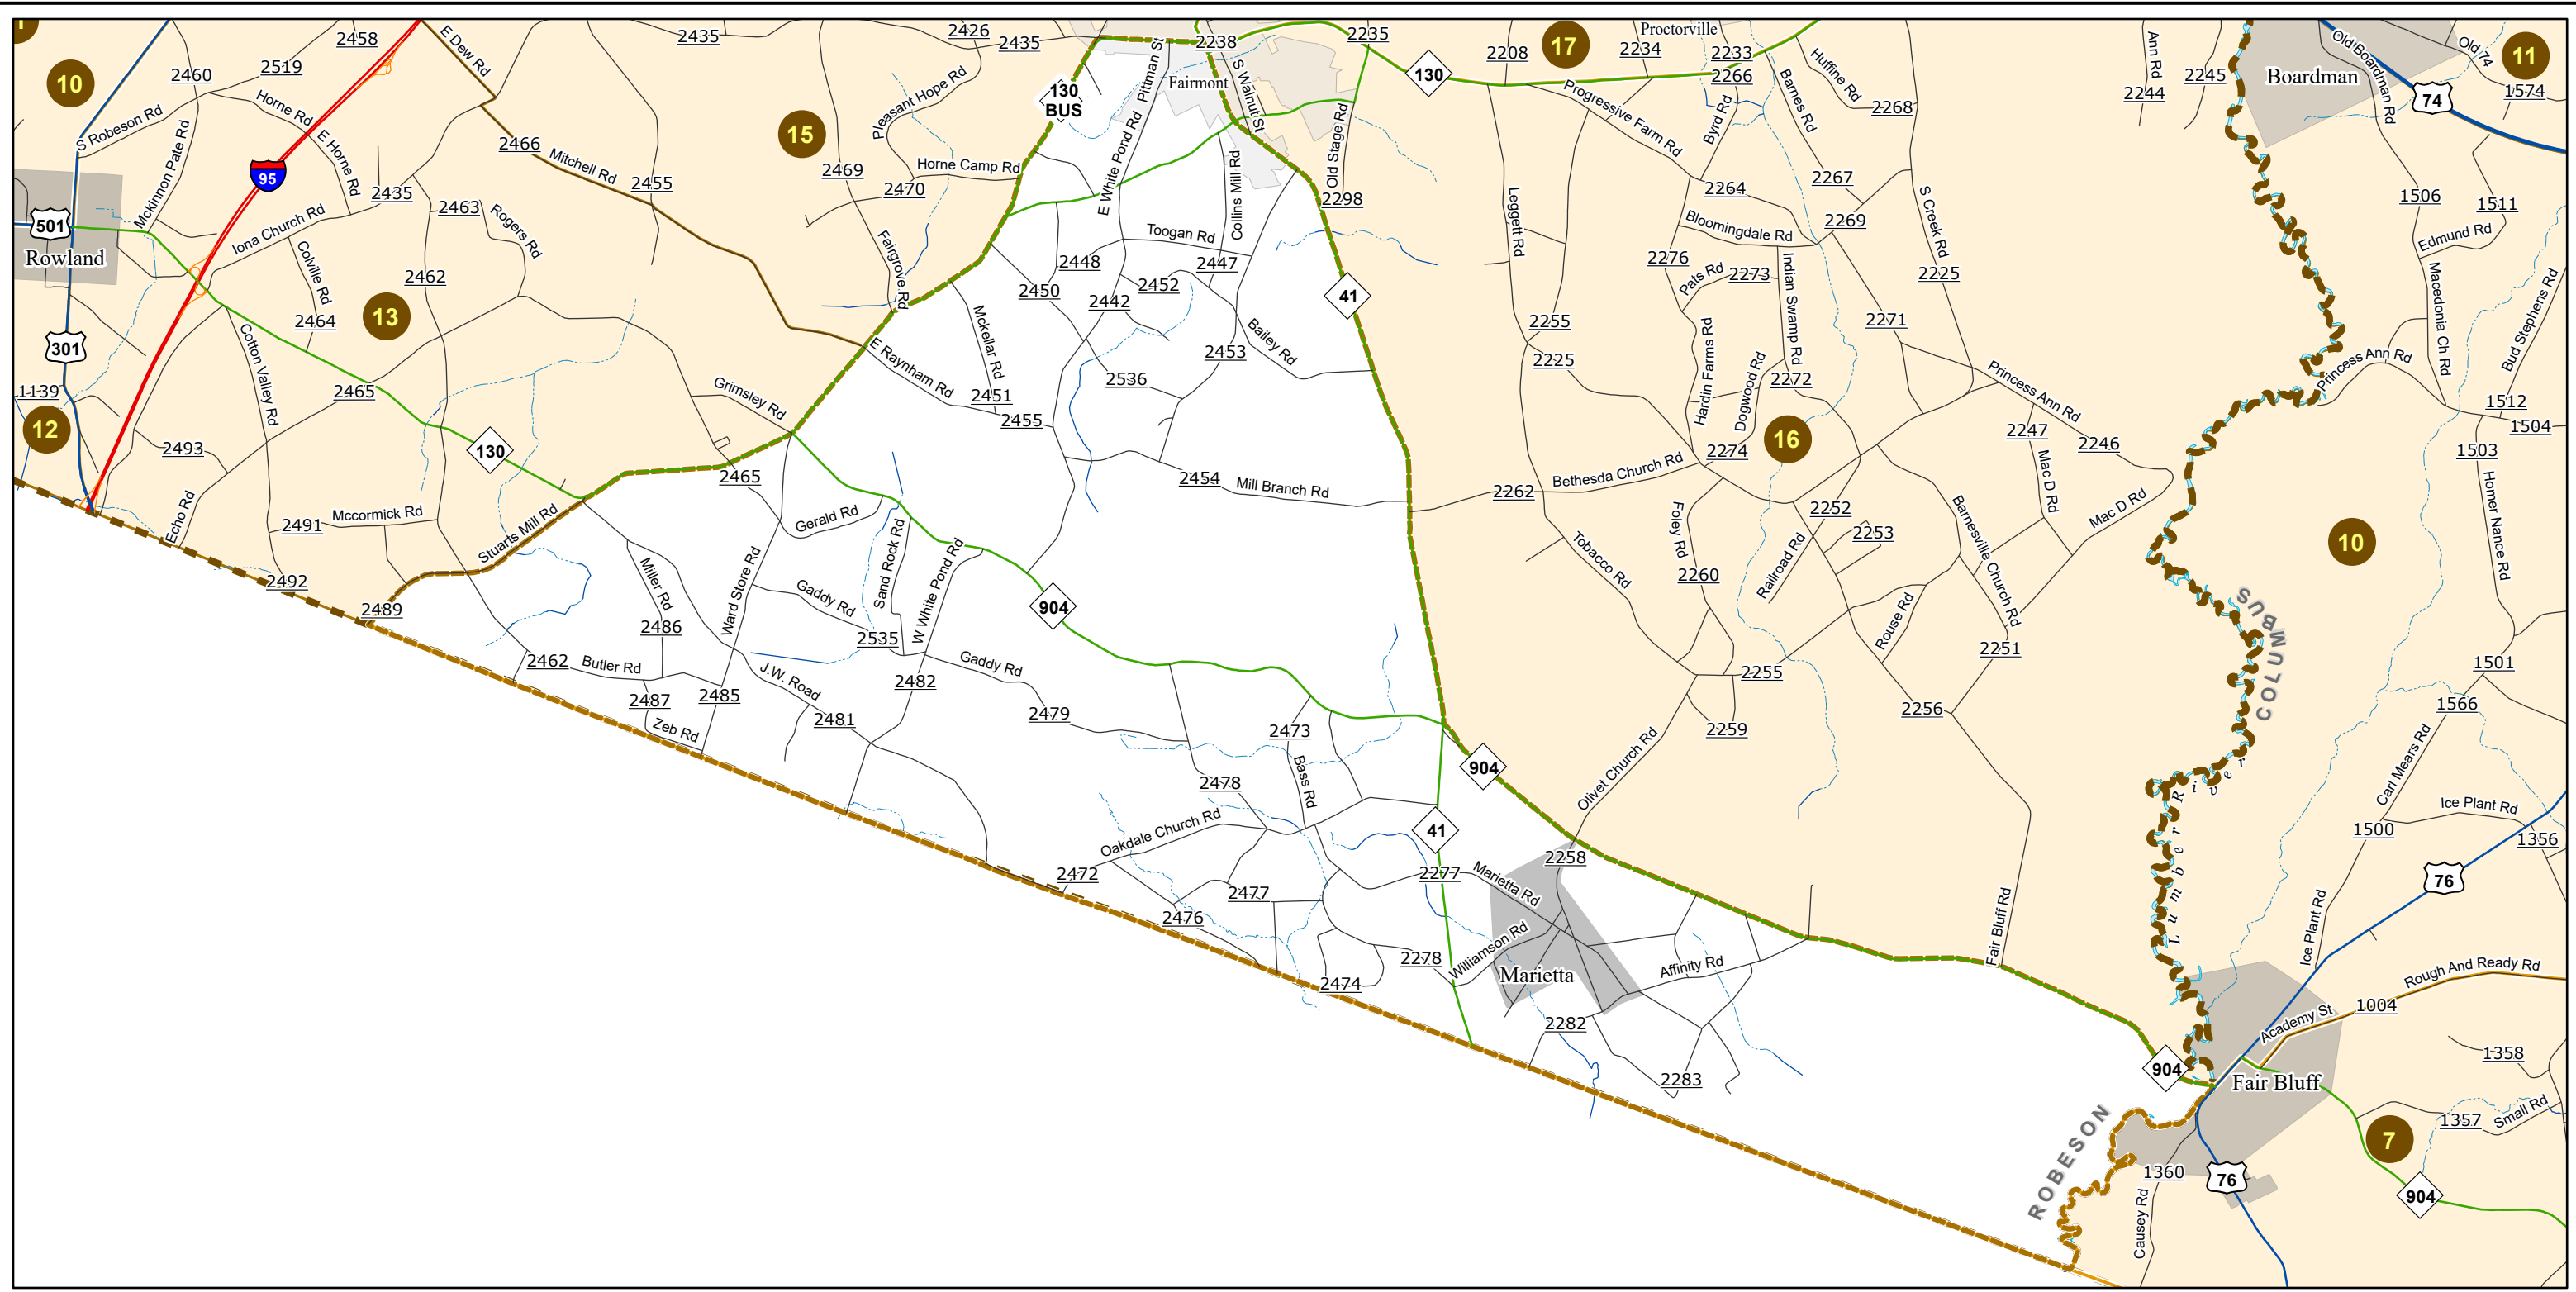 10
2460
2519
2458
E Dew Rd
2435
2426
2435
Pleasant Hope Rd
130
BUS
Pittman St
2238
S Walnut St
Fairmont
2235
130
2208
17
Proctorville
2234
2233
2266
Huffine Rd
2268
Ann Rd
2244
2245
Boardman
Old Boardman Rd
Old 74
11
74
1574
S Robeson Rd
Horne Rd
E Horne Rd
Mckinnon Pate Rd
95
2466
Mitchell Rd
15
2469
2470
Horne Camp Rd
2455
2435
2463
Rogers Rd
501
Rowland
Iona Church Rd
Colville Rd
2462
2464
13
301
1139
12
Cotton Valley Rd
2465
2493
130
Echo Rd
2491
Mccormick Rd
2492
2489
Stuarts Mill Rd
Grimsley Rd
2465
Fairgrove Rd
E Raynham Rd
Mckellar Rd
2451
2455
E White Pond Rd
Collins Mill Rd
Old Stage Rd
2298
Toogan Rd
2448
2447
2450
2452
2442
41
Bailey Rd
2453
2536
2454
Mill Branch Rd
Gerald Rd
Sand Rock Rd
W White Pond Rd
904
Ward Store Rd
Gaddy Rd
2535
Miller Rd
2486
2462
Butler Rd
2487
2485
Zeb Rd
J.W. Road
2481
2482
Gaddy Rd
2479
2473
Bass Rd
2478
Oakdale Church Rd
2472
2476
2477
2474
904
41
2277
Marietta Rd
2258
2278
Williamson Rd
Marietta
Affinity Rd
2282
2283
Progressive Farm Rd
Byrd Rd
Barnes Rd
Leggett Rd
2264
2267
2269
Bloomingdale Rd
2276
Pats Rd
2273
Indian Swamp Rd
S Creek Rd
2225
2255
2225
2271
Hardin Farms Rd
Dogwood Rd
2272
16
2274
Princess Ann Rd
2247
2246
Mac D Rd
Mac D Rd
2262
Bethesda Church Rd
Foley Rd
2260
Tobacco Rd
2252
2253
Railroad Rd
Barnesville Church Rd
Rouse Rd
2251
2255
2256
2259
Olivet Church Rd
Fair Bluff Rd
1506
1511
Edmund Rd
Macedonia Ch Rd
Bud Stephens Rd
Princess Ann Rd
1512
1504
1503
Homer Nance Rd
10
COLUMBUS
1501
1566
Carl Mears Rd
Ice Plant Rd
1500
1356
76
Ice Plant Rd
Lumber River
Rough And Ready Rd
1004
Academy St
904
Fair Bluff
1358
1357
Small Rd
7
904
ROBESON
1360
Causey Rd
76